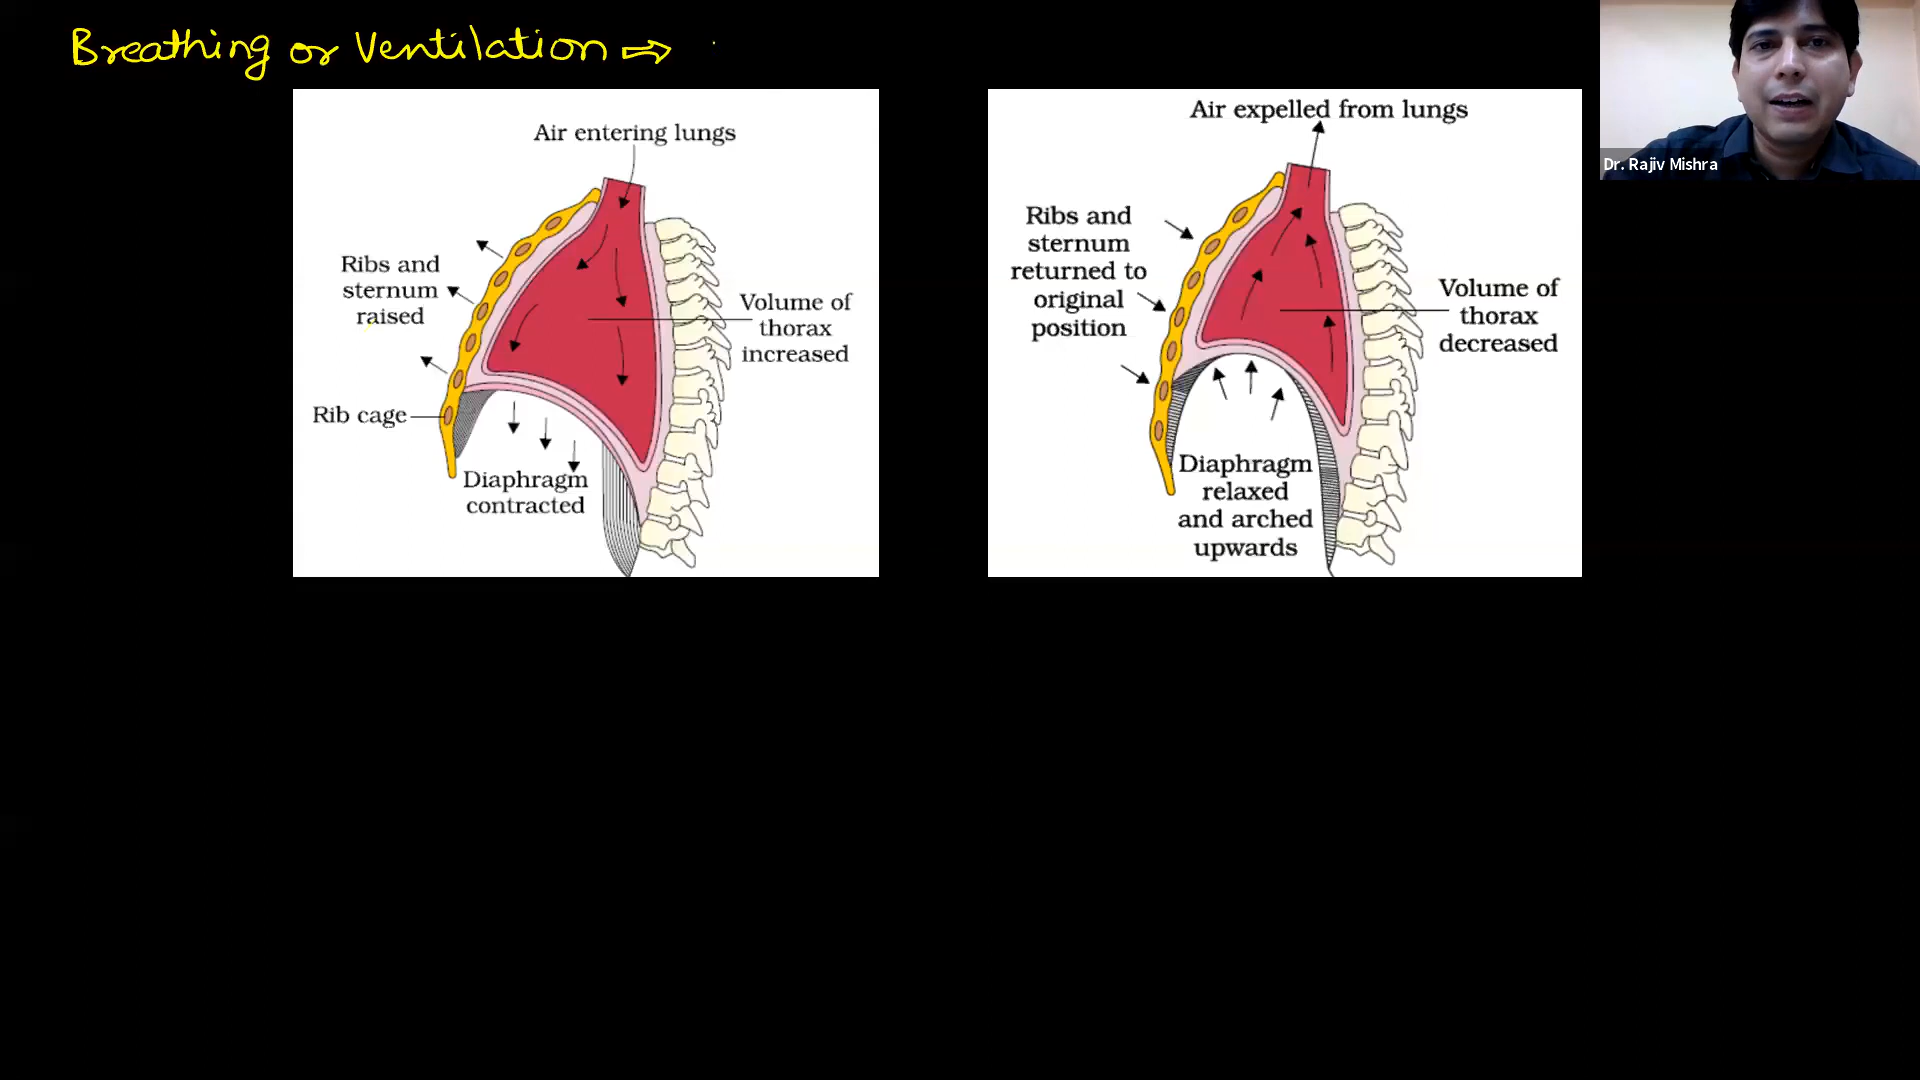 Breathing or Ventilation ⇒
Air entering lungs
Ribs and
sternum
raised
Volume of
thorax
increased
Rib cage
Diaphragm
contracted
Air expelled from lungs
Ribs and
sternum
returned to
original
position
Volume of
thorax
decreased
Diaphragm
relaxed
and arched
upwards
Dr. Rajiv Mishra